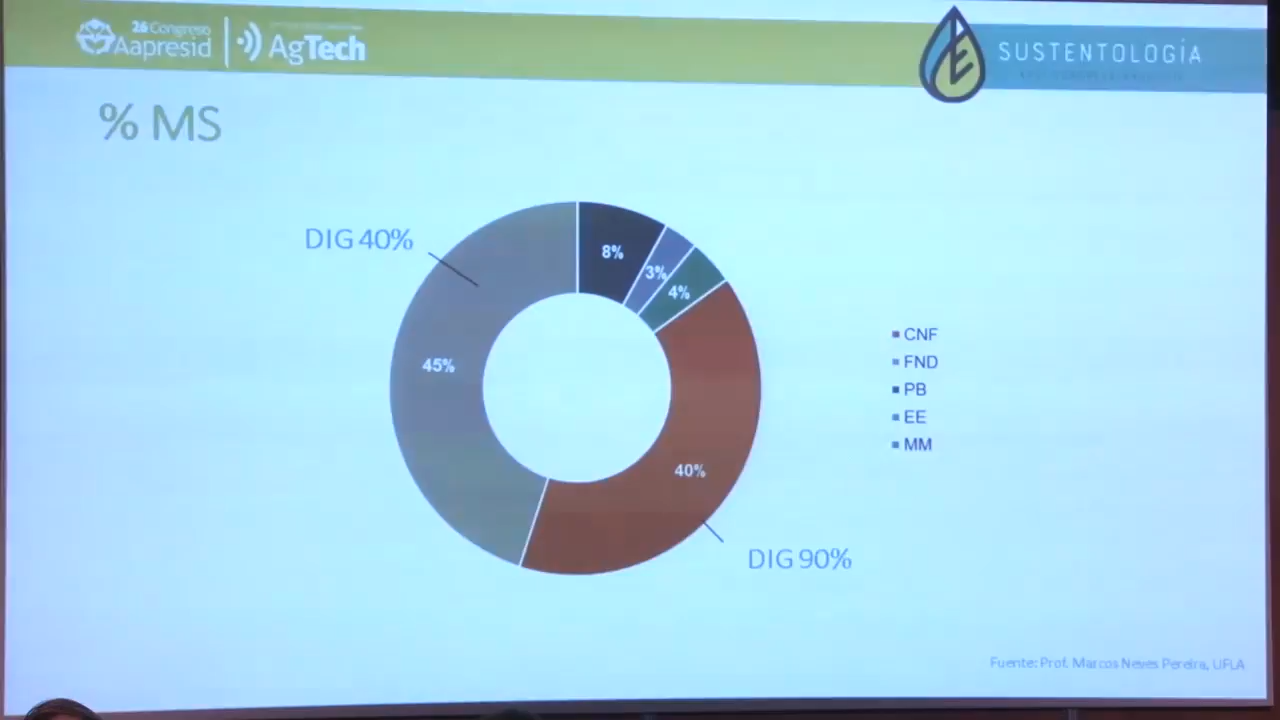 26 Congreso
Aapresid
AgTech
SUSTENTOLOGÍA
% MS
DIG 40%
8%
3%
4%
45%
40%
DIG 90%
CNF
FND
PB
EE
MM
Fuente: Prof. Marcos Neves Pereira, UFLA